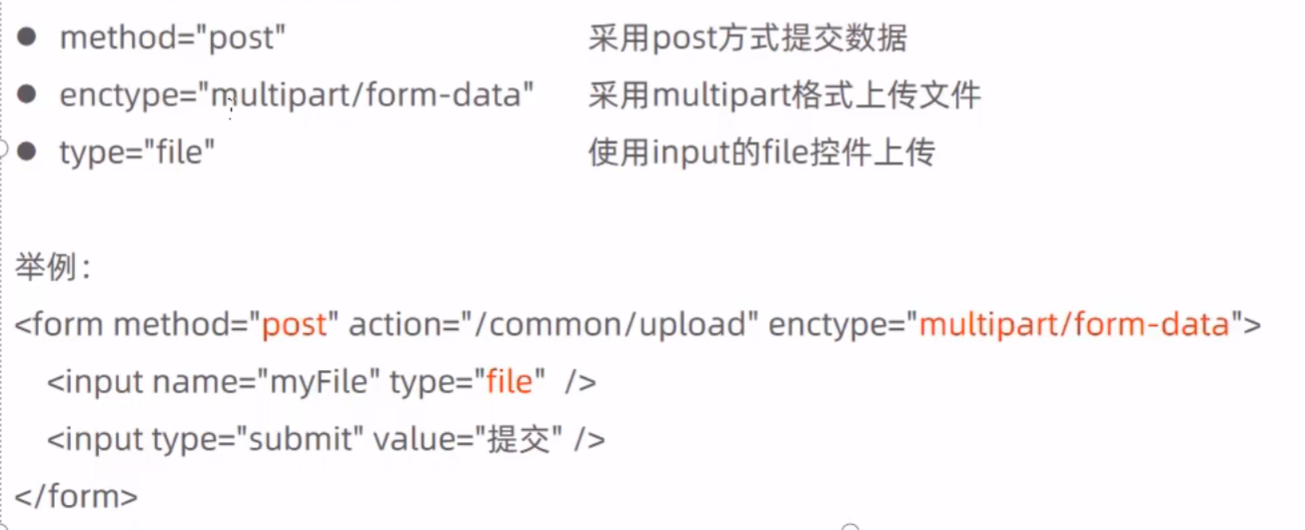 ● method="post" 采用post方式提交数据
● enctype="multipart/form-data" 采用multipart格式上传文件
● type="file" 使用input的file控件上传
举例：
<form method="post" action="/common/upload" enctype="multipart/form-data">
<input name="myFile" type="file" />
<input type="submit" value="提交" />
</form>